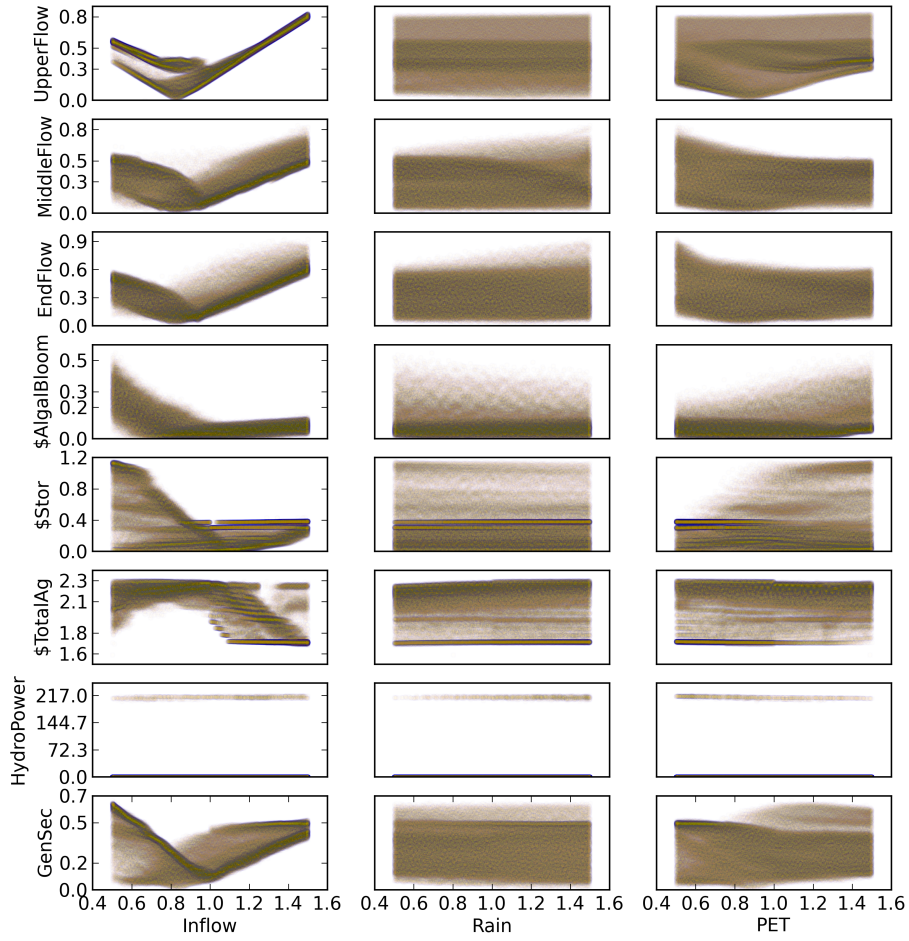 UpperFlow
0.8
0.5
0.3
0.0
MiddleFlow
0.8
0.5
0.3
0.0
EndFlow
0.9
0.6
0.3
0.0
$AlgalBloom
0.5
0.3
0.2
0.0
$Stor
1.2
0.8
0.4
0.0
$TotalAg
2.3
2.1
1.8
1.6
HydroPower
217.0
144.7
72.3
0.0
GenSec
0.7
0.5
0.2
0.0
0.4 0.6 0.8 1.0 1.2 1.4 1.6
0.4 0.6 0.8 1.0 1.2 1.4 1.6
0.4 0.6 0.8 1.0 1.2 1.4 1.6
Inflow
Rain
PET